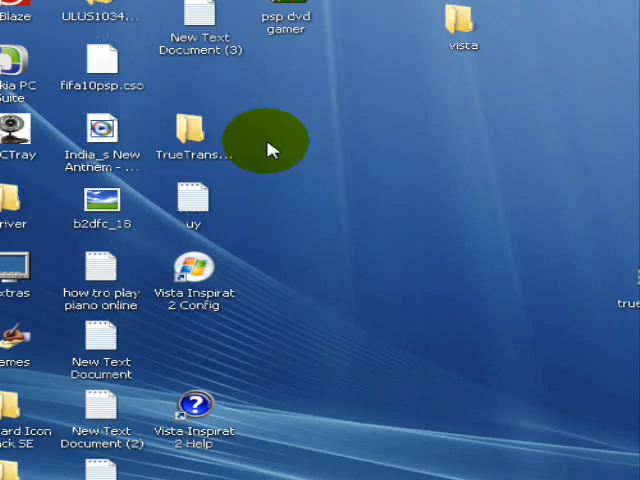 Blaze
ULUS1034...
New Text
Document (3)
psp dvd
gamer
vista
kia PC
Suite
fifa10psp.cso
CTray
India_s New
Anthem - ...
TrueTrans...
river
b2dfc_18
uy
xtras
how tro play
piano online
Vista Inspirat
2 Config
true
ames
New Text
Document
ard Icon
ack SE
New Text
Document (2)
Vista Inspirat
2 Help